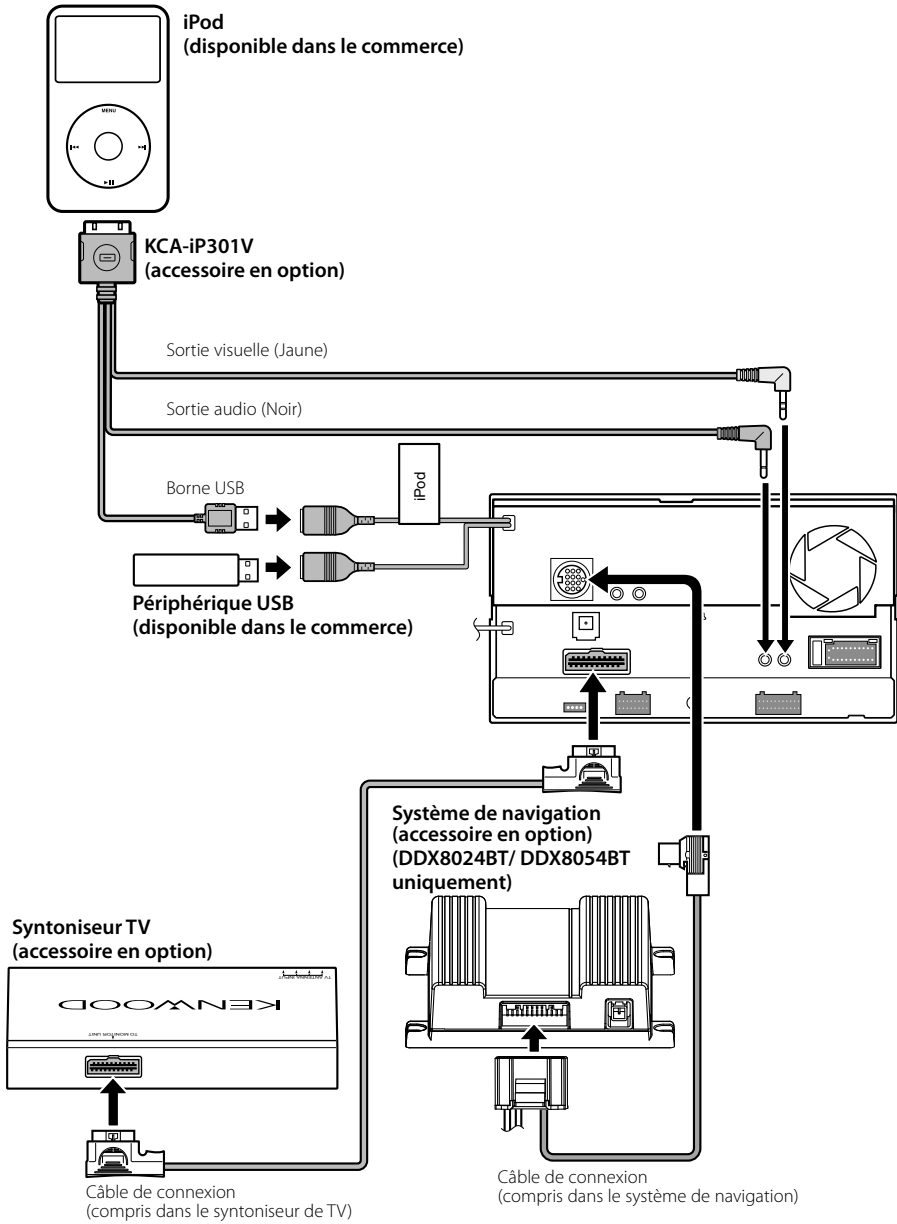 iPod
(disponible dans le commerce)
MENU
KCA-iP301V
(accessoire en option)
Sortie visuelle (Jaune)
Sortie audio (Noir)
iPod
Borne USB
Périphérique USB
(disponible dans le commerce)
Système de navigation
(accessoire en option)
(DDX8024BT/ DDX8054BT
uniquement)
Syntoniseur TV
(accessoire en option)
TV ANTENNA INPUT
KENWOOD
TO MONITOR UNIT
Câble de connexion
(compris dans le syntoniseur de TV)
Câble de connexion
(compris dans le système de navigation)